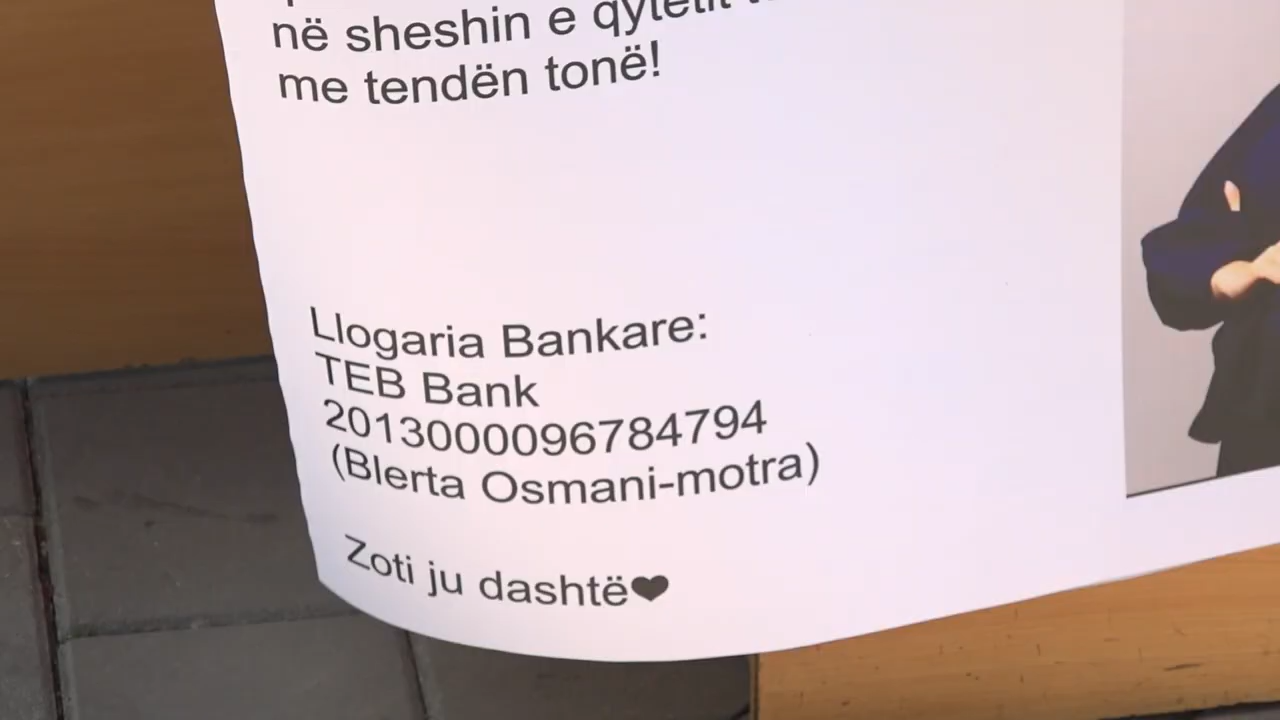 në sheshin e qytetit
me tendën tonë!
Llogaria Bankare:
TEB Bank
2013000096784794
(Blerta Osmani-motra)
Zoti ju dashtë❤